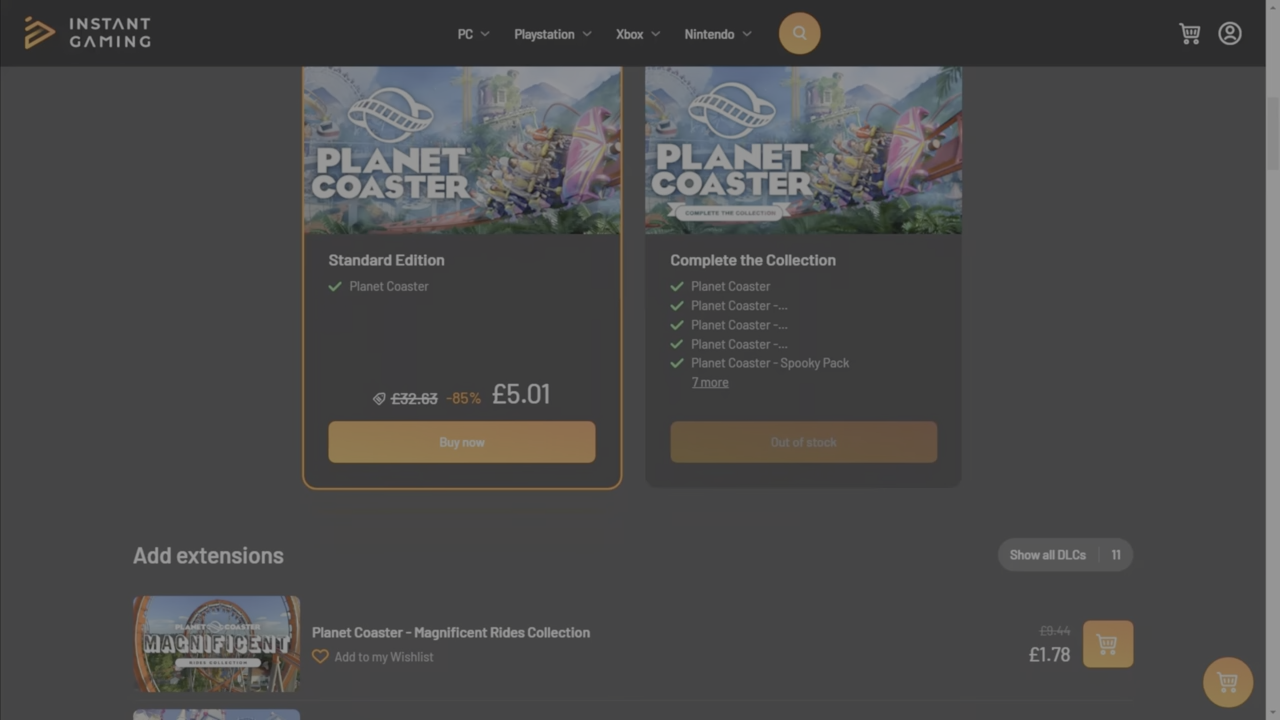 INSTANT
GAMING
PC
Playstation
Xbox
Nintendo
PLANET
COASTER
PLANET
COASTER
COMPLETE THE COLLECTION
Standard Edition
Planet Coaster
£32.63 -85% £5.01
Buy now
Complete the Collection
Planet Coaster
Planet Coaster -...
Planet Coaster -...
Planet Coaster -...
Planet Coaster - Spooky Pack
7 more
Out of stock
Add extensions
Show all DLCs 11
PLANET COASTER
MAGNIFICENT
RIDES COLLECTION
Planet Coaster - Magnificent Rides Collection
Add to my Wishlist
£9.44
£1.78